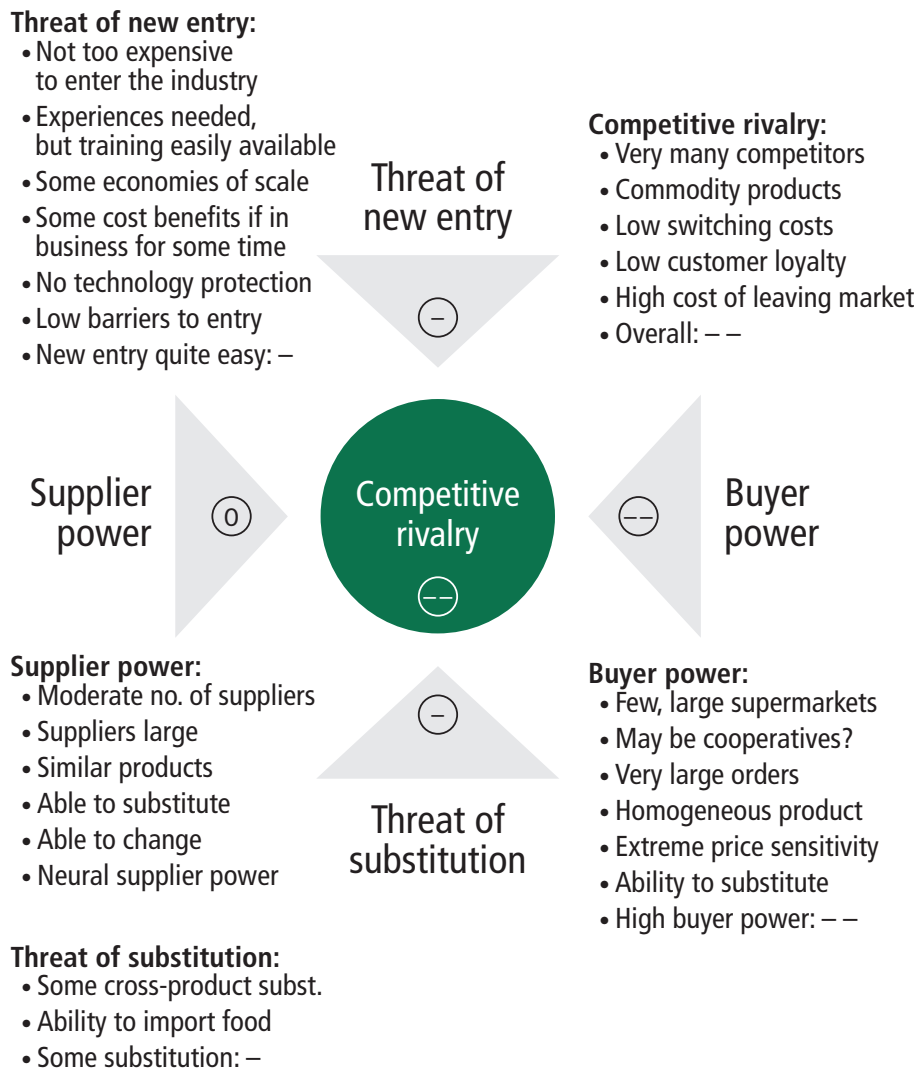 Threat of new entry:
• Not too expensive
to enter the industry
• Experiences needed,
but training easily available
• Some economies of scale
• Some cost benefits if in
business for some time
• No technology protection
• Low barriers to entry
• New entry quite easy: –
Threat of
new entry
–
Competitive rivalry:
• Very many competitors
• Commodity products
• Low switching costs
• Low customer loyalty
• High cost of leaving market
• Overall: – –
Supplier
power
0
Competitive
rivalry
– –
– –
Buyer
power
Supplier power:
• Moderate no. of suppliers
• Suppliers large
• Similar products
• Able to substitute
• Able to change
• Neural supplier power
–
Threat of
substitution
Buyer power:
• Few, large supermarkets
• May be cooperatives?
• Very large orders
• Homogeneous product
• Extreme price sensitivity
• Ability to substitute
• High buyer power: – –
Threat of substitution:
• Some cross-product subst.
• Ability to import food
• Some substitution: –